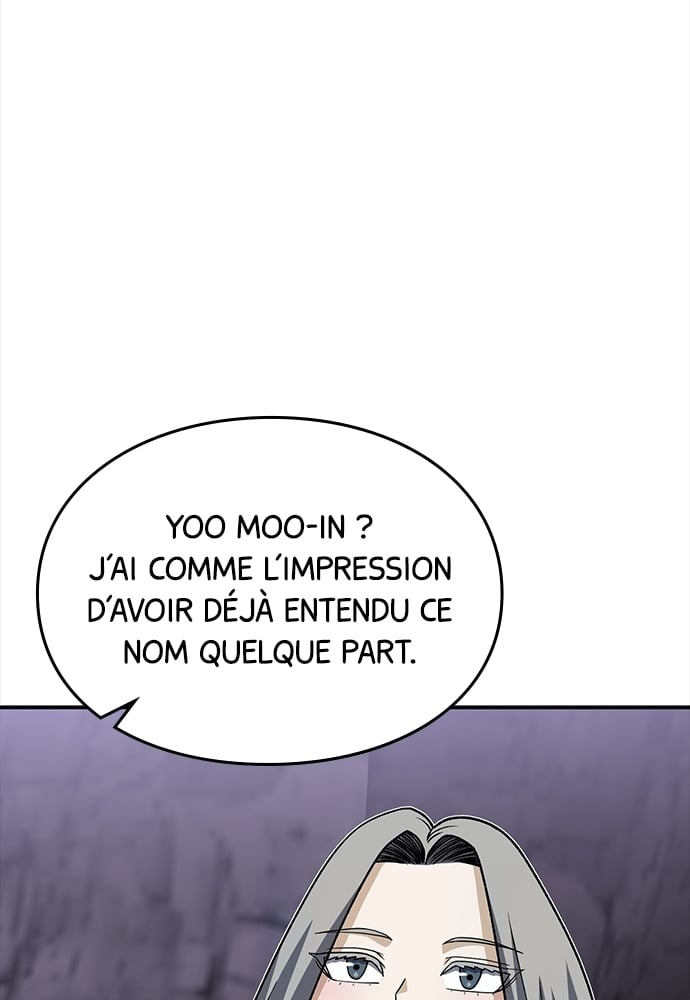 YOO MOO-IN ?
J'AI COMME L'IMPRESSION
D'AVOIR DÉJÀ ENTENDU CE
NOM QUELQUE PART.